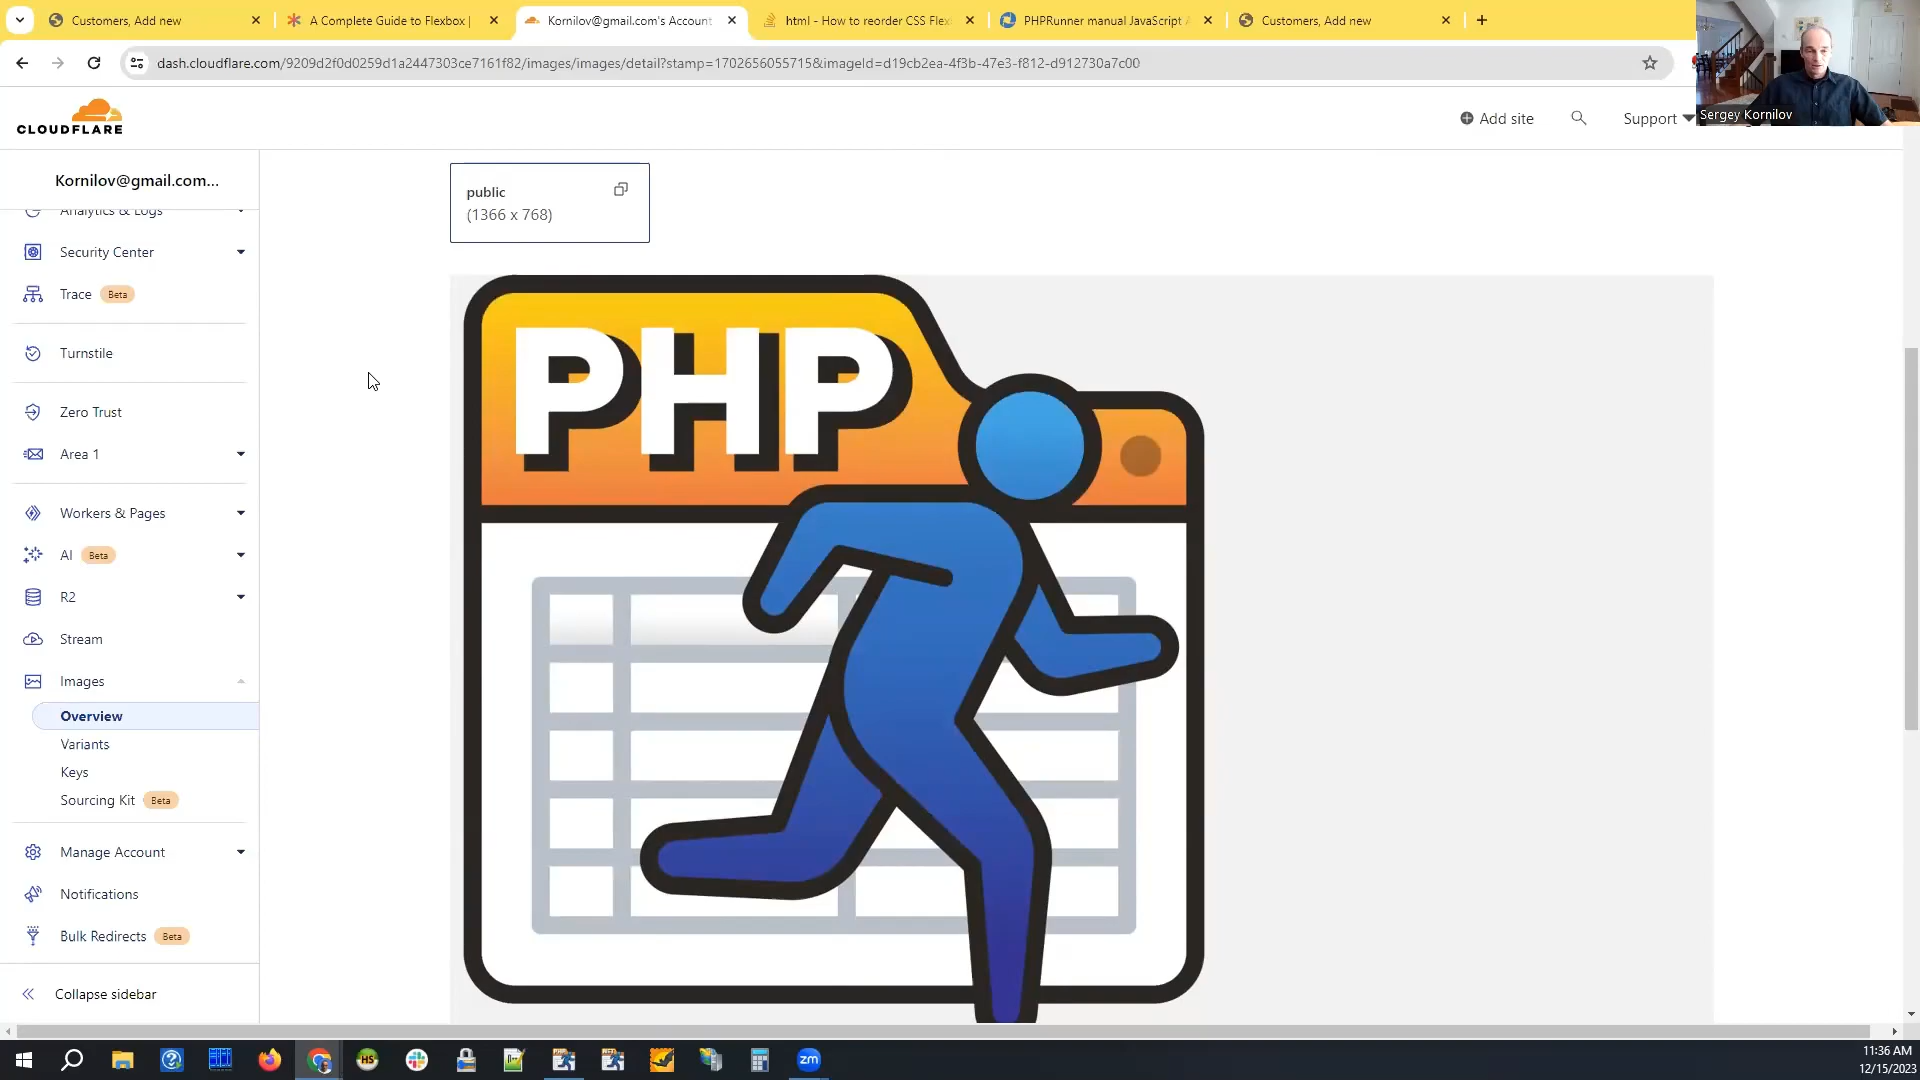 Customers, Add new
A Complete Guide to Flexbox |
Kornilov@gmail.com's Account
html - How to reorder CSS Flex
PHPRunner manual JavaScript A
Customers, Add new
dash.cloudflare.com/9209d2f0d0259d1a2447303ce7161f82/images/images/detail?stamp=1702656055715&imageId=d19cb2ea-4f3b-47e3-f812-d912730a7c00
CLOUDFLARE
Add site
Support
Sergey Kornilov
Kornilov@gmail.com...
Analytics & Logs
Security Center
Trace Beta
Turnstile
Zero Trust
Area 1
Workers & Pages
AI Beta
R2
Stream
Images
Overview
Variants
Keys
Sourcing Kit Beta
Manage Account
Notifications
Bulk Redirects Beta
Collapse sidebar
public
(1366 x 768)
PHP
HS
zm
11:36 AM
12/15/2023